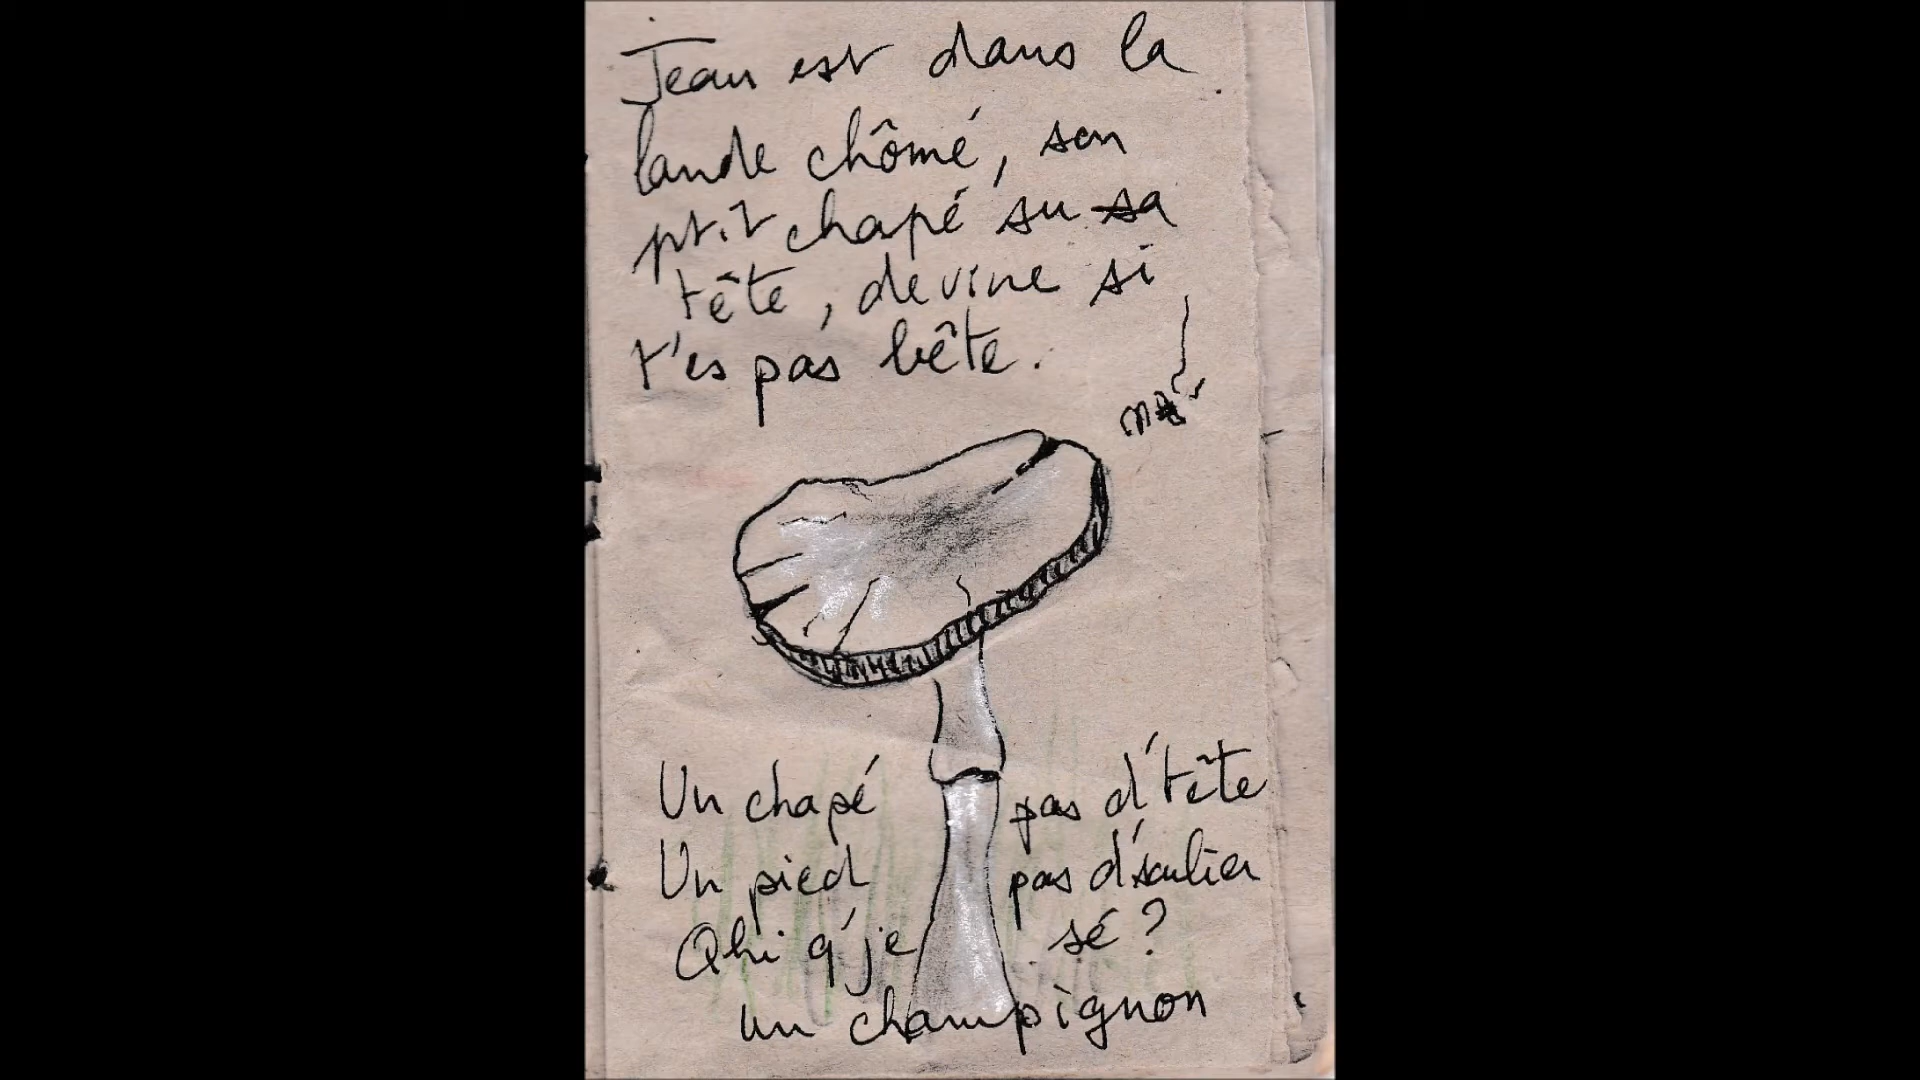 Jean est dans la
lande chômé, son
ptit chapé su sa
tête, devine si
t'es pas bête.
Un chapé pas d'tête
Un pied pas d'soulier
Qhi q'je sé ?
un champignon